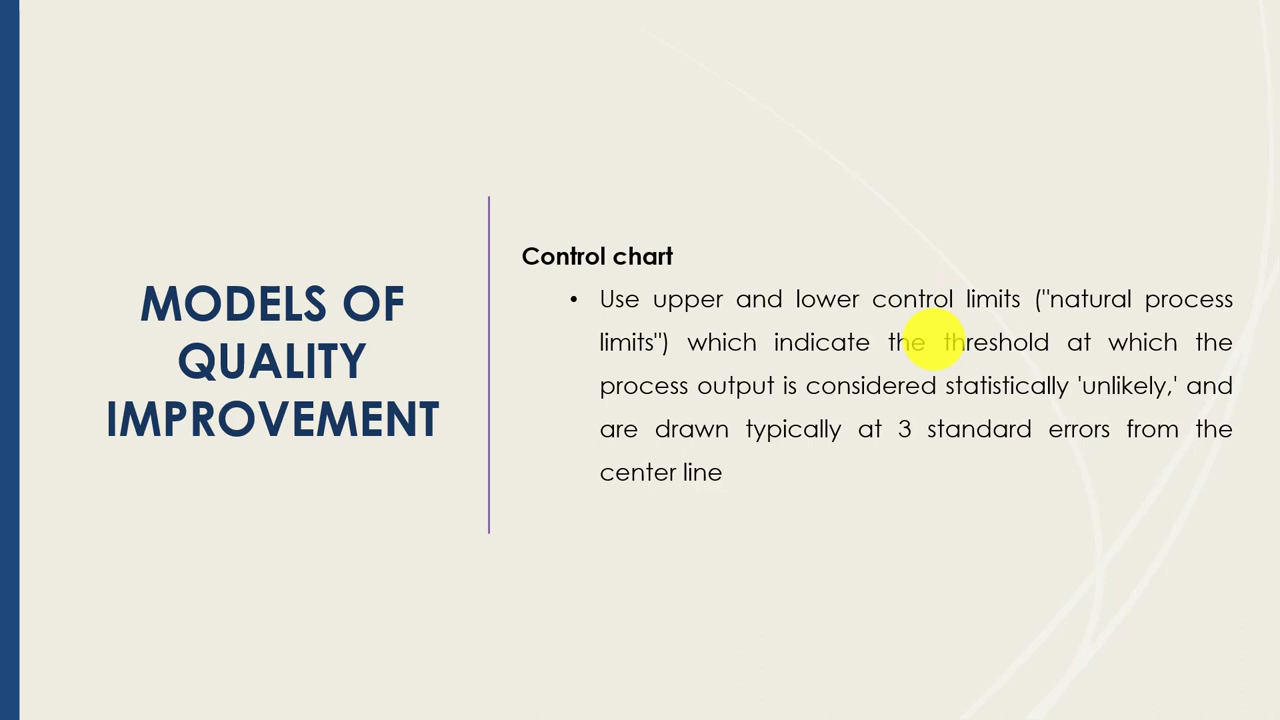 MODELS OF
QUALITY
IMPROVEMENT
Control chart
• Use upper and lower control limits ("natural process
limits") which indicate the threshold at which the
process output is considered statistically 'unlikely,' and
are drawn typically at 3 standard errors from the
center line